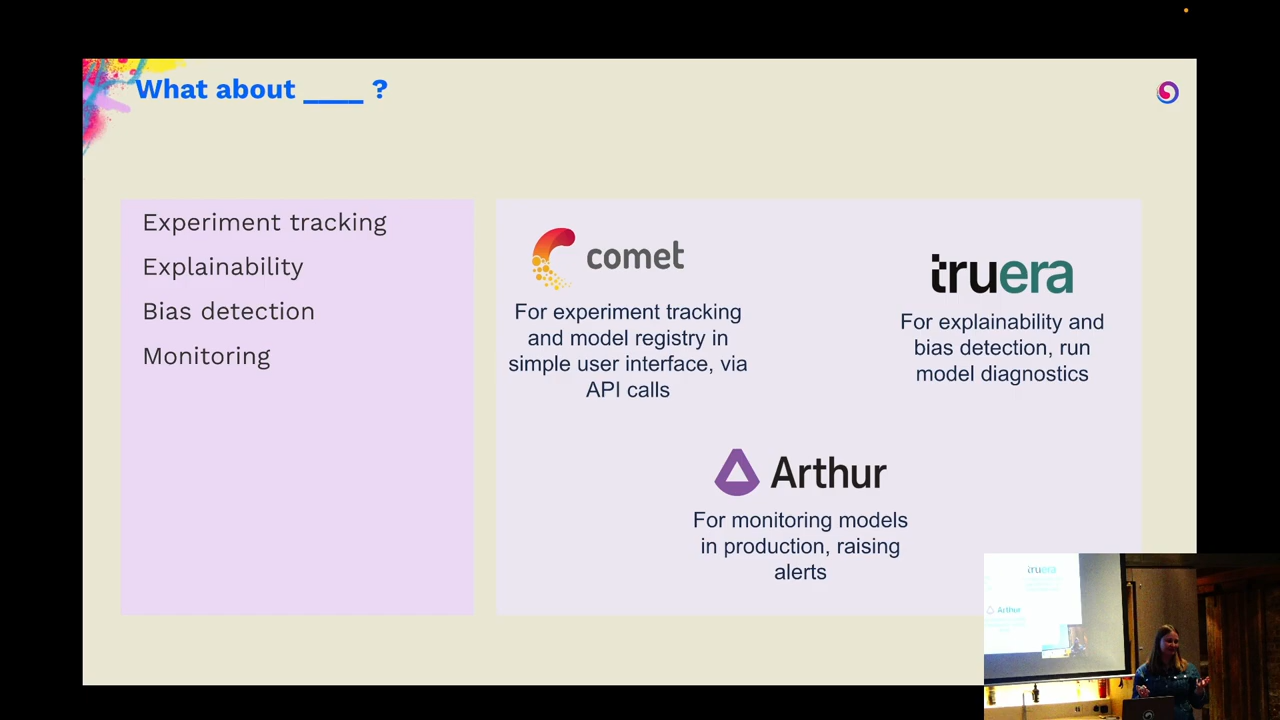 What about ____ ?
Experiment tracking
Explainability
Bias detection
Monitoring
comet
For experiment tracking
and model registry in
simple user interface, via
API calls
truera
For explainability and
bias detection, run
model diagnostics
Arthur
For monitoring models
in production, raising
alerts
truera
Arthur